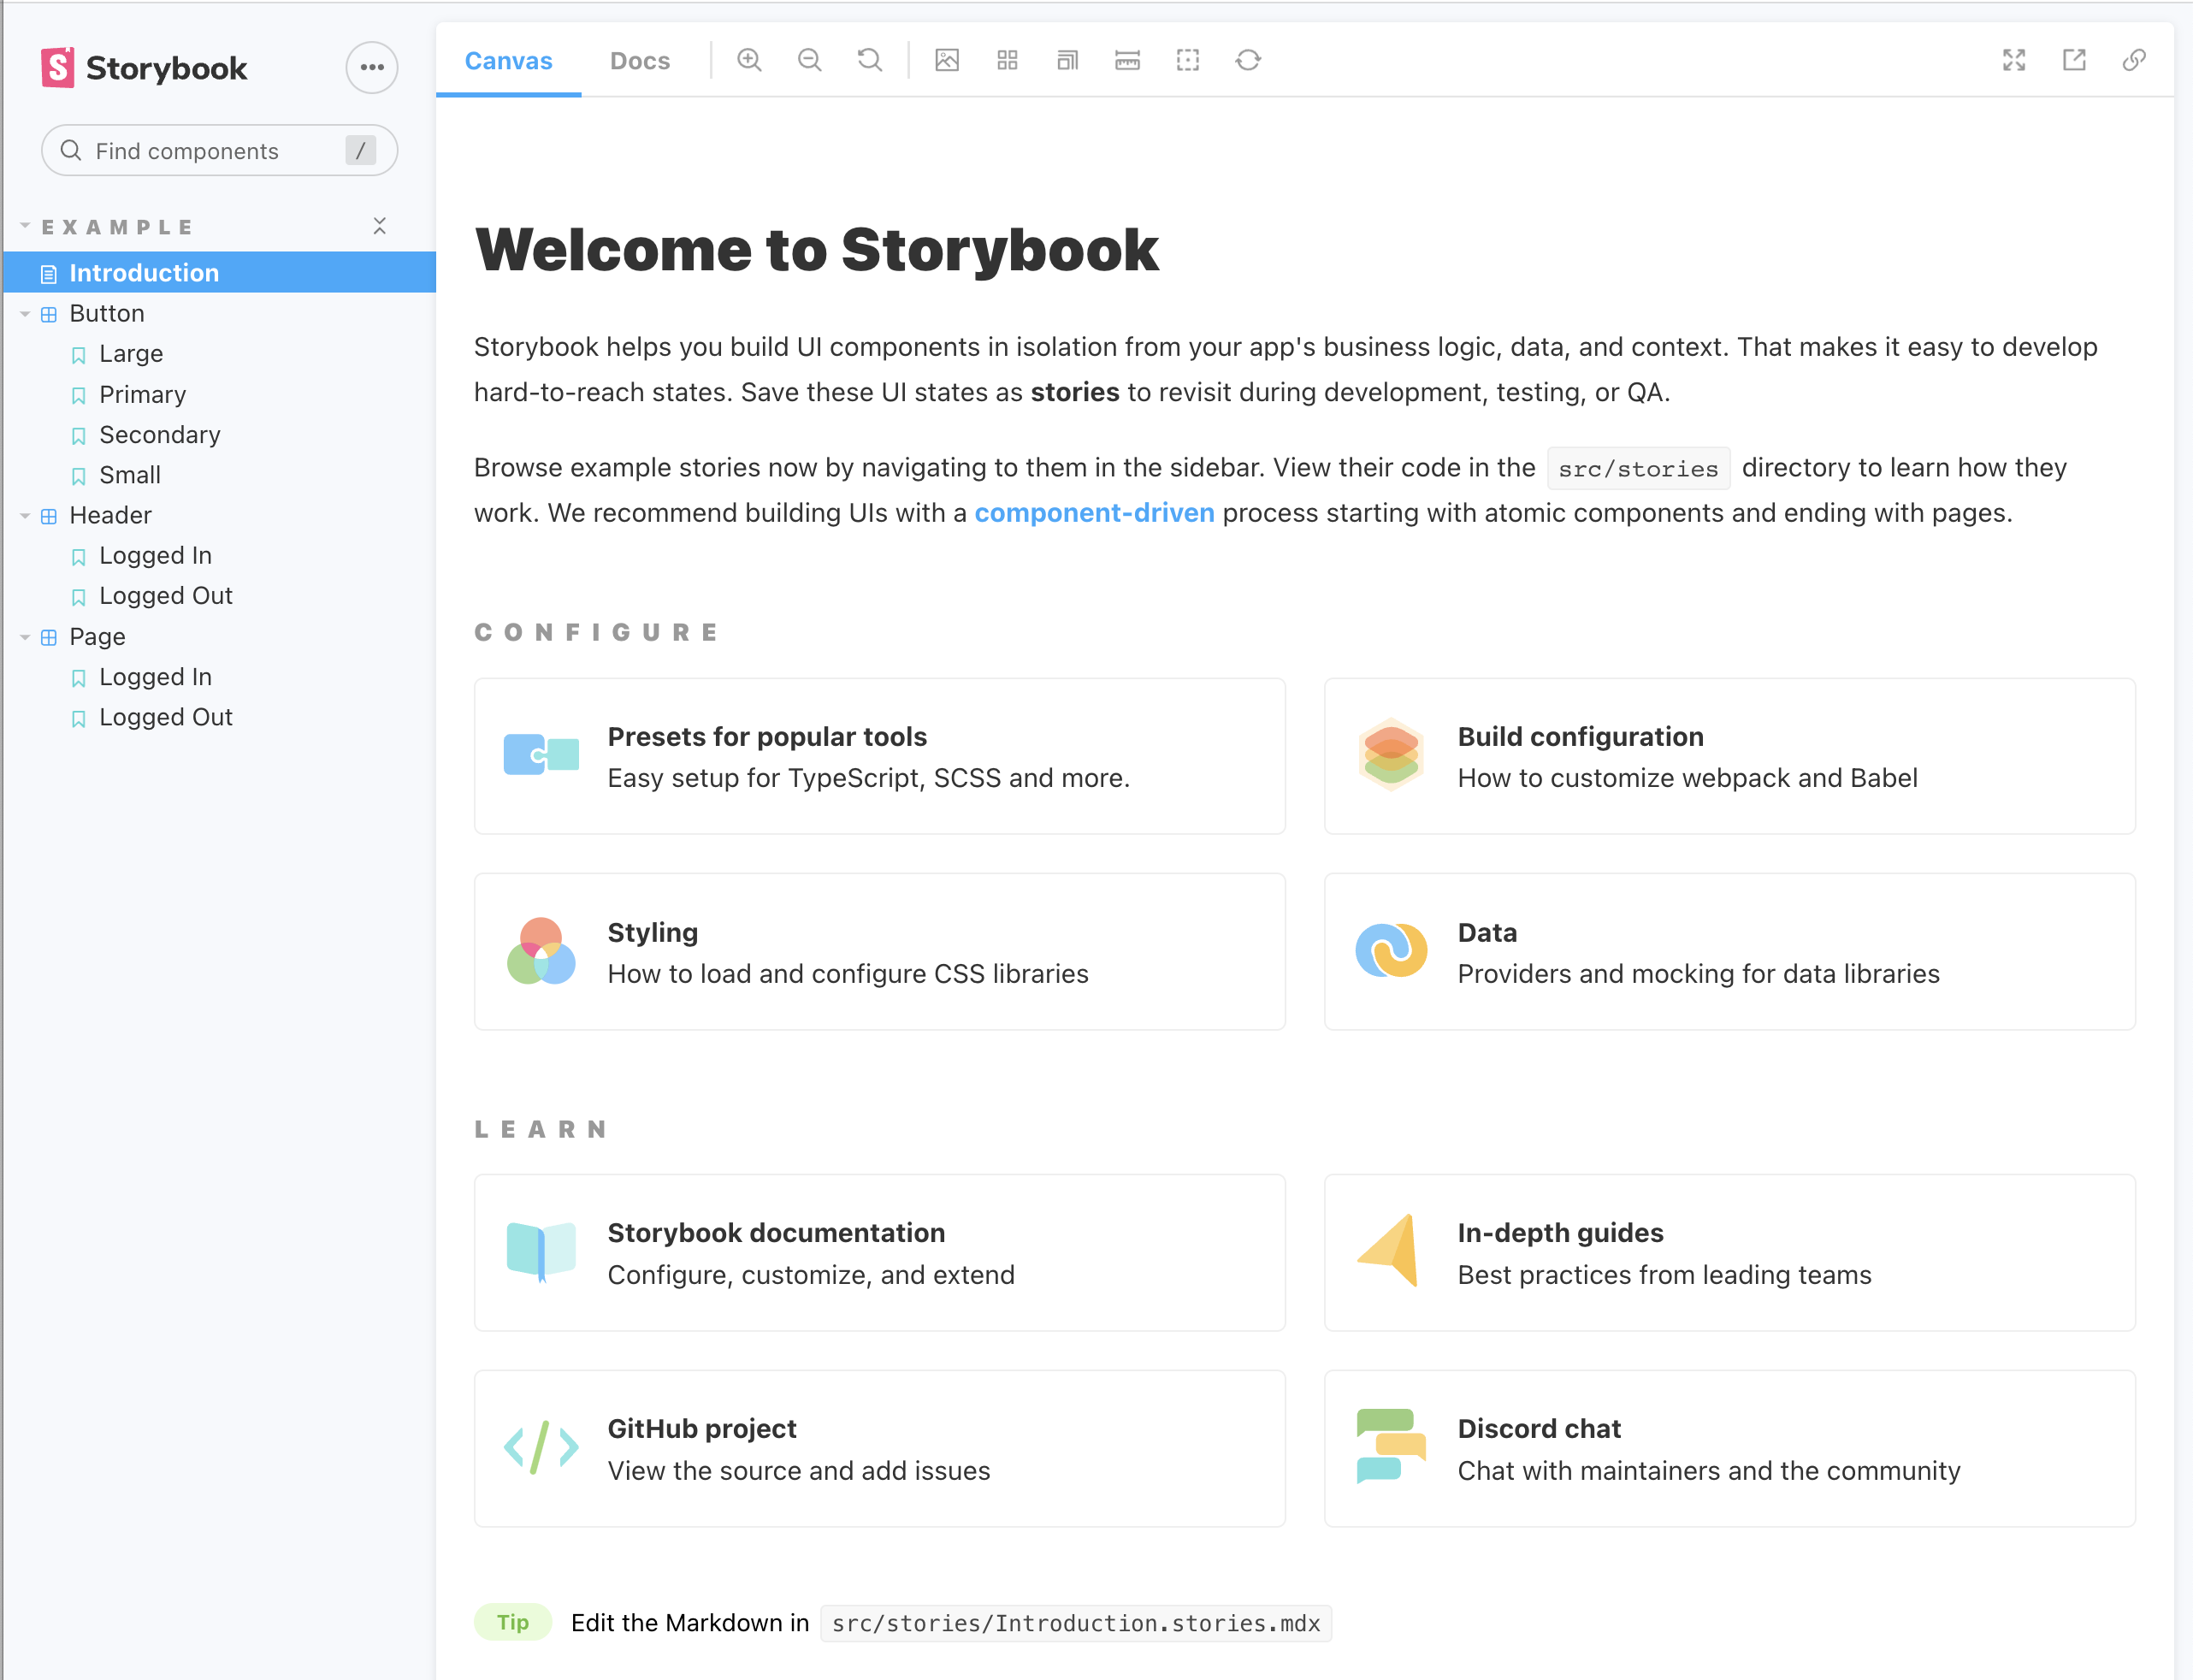 Storybook
Find components /
EXAMPLE
Introduction
Button
Large
Primary
Secondary
Small
Header
Logged In
Logged Out
Page
Logged In
Logged Out
Canvas Docs
Welcome to Storybook
Storybook helps you build UI components in isolation from your app's business logic, data, and context. That makes it easy to develop
hard-to-reach states. Save these UI states as stories to revisit during development, testing, or QA.
Browse example stories now by navigating to them in the sidebar. View their code in the src/stories directory to learn how they
work. We recommend building UIs with a component-driven process starting with atomic components and ending with pages.
CONFIGURE
Presets for popular tools
Easy setup for TypeScript, SCSS and more.
Build configuration
How to customize webpack and Babel
Styling
How to load and configure CSS libraries
Data
Providers and mocking for data libraries
LEARN
Storybook documentation
Configure, customize, and extend
In-depth guides
Best practices from leading teams
GitHub project
View the source and add issues
Discord chat
Chat with maintainers and the community
Tip Edit the Markdown in src/stories/Introduction.stories.mdx